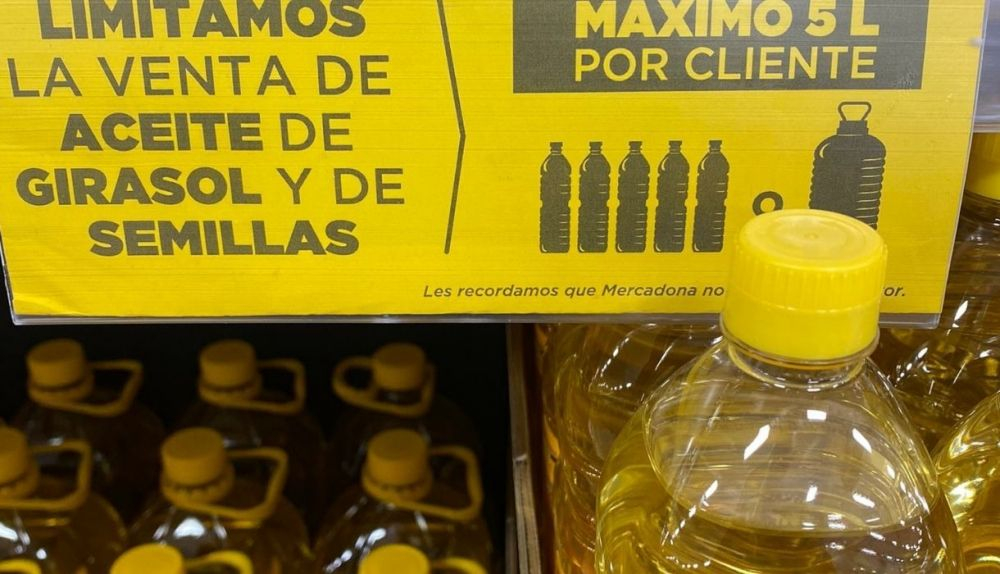 LIMITAMOS
LA VENTA DE
ACEITE DE
GIRASOL Y DE
SEMILLAS
MÁXIMO 5 L
POR CLIENTE
o
Les recordamos que Mercadona no